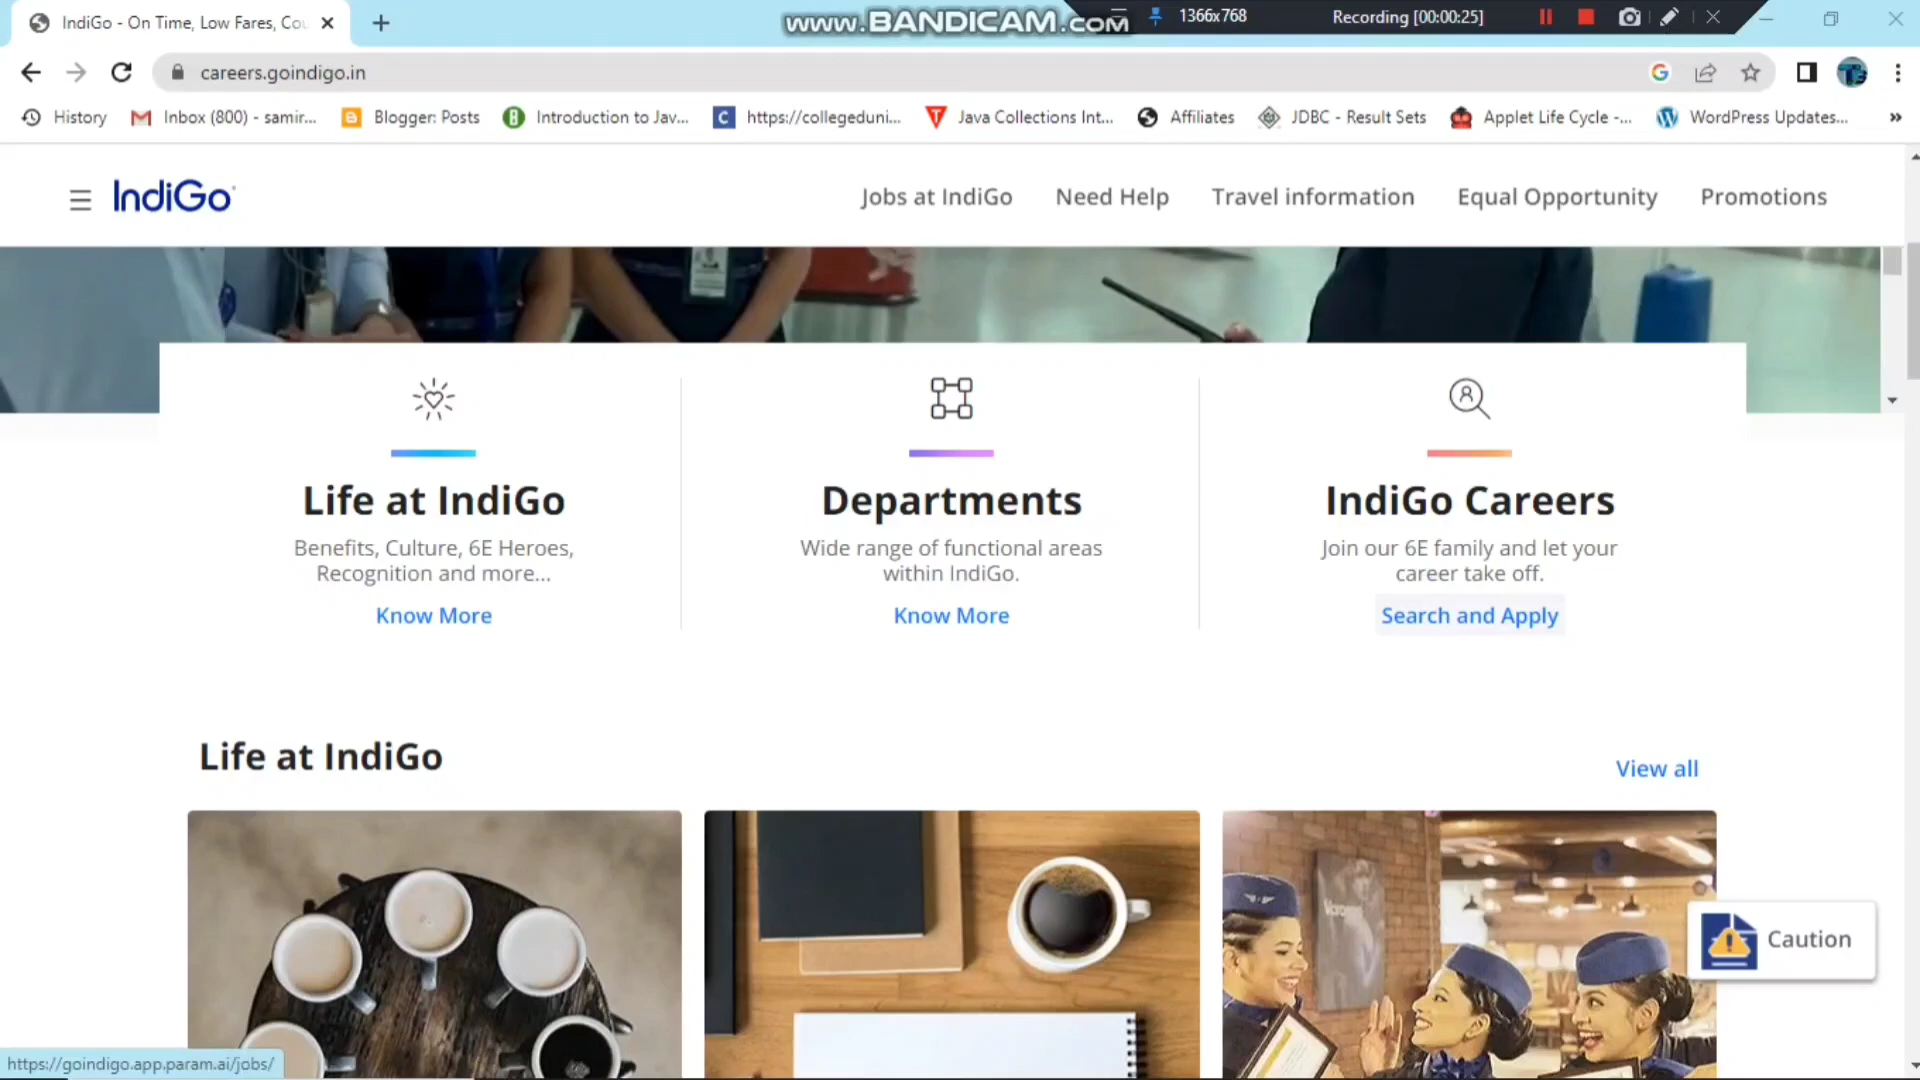 IndiGo - On Time, Low Fares, Cou
www.BANDICAM.com
1366x768
Recording [00:00:25]
careers.goindigo.in
History
Inbox (800) - samir...
Blogger: Posts
Introduction to Jav...
https://collegeduni...
Java Collections Int...
Affiliates
JDBC - Result Sets
Applet Life Cycle -...
WordPress Updates...
IndiGo
Jobs at IndiGo
Need Help
Travel information
Equal Opportunity
Promotions
Life at IndiGo
Benefits, Culture, 6E Heroes,
Recognition and more...
Know More
Departments
Wide range of functional areas
within IndiGo.
Know More
IndiGo Careers
Join our 6E family and let your
career take off.
Search and Apply
Life at IndiGo
View all
Caution
https://goindigo.app.param.ai/jobs/